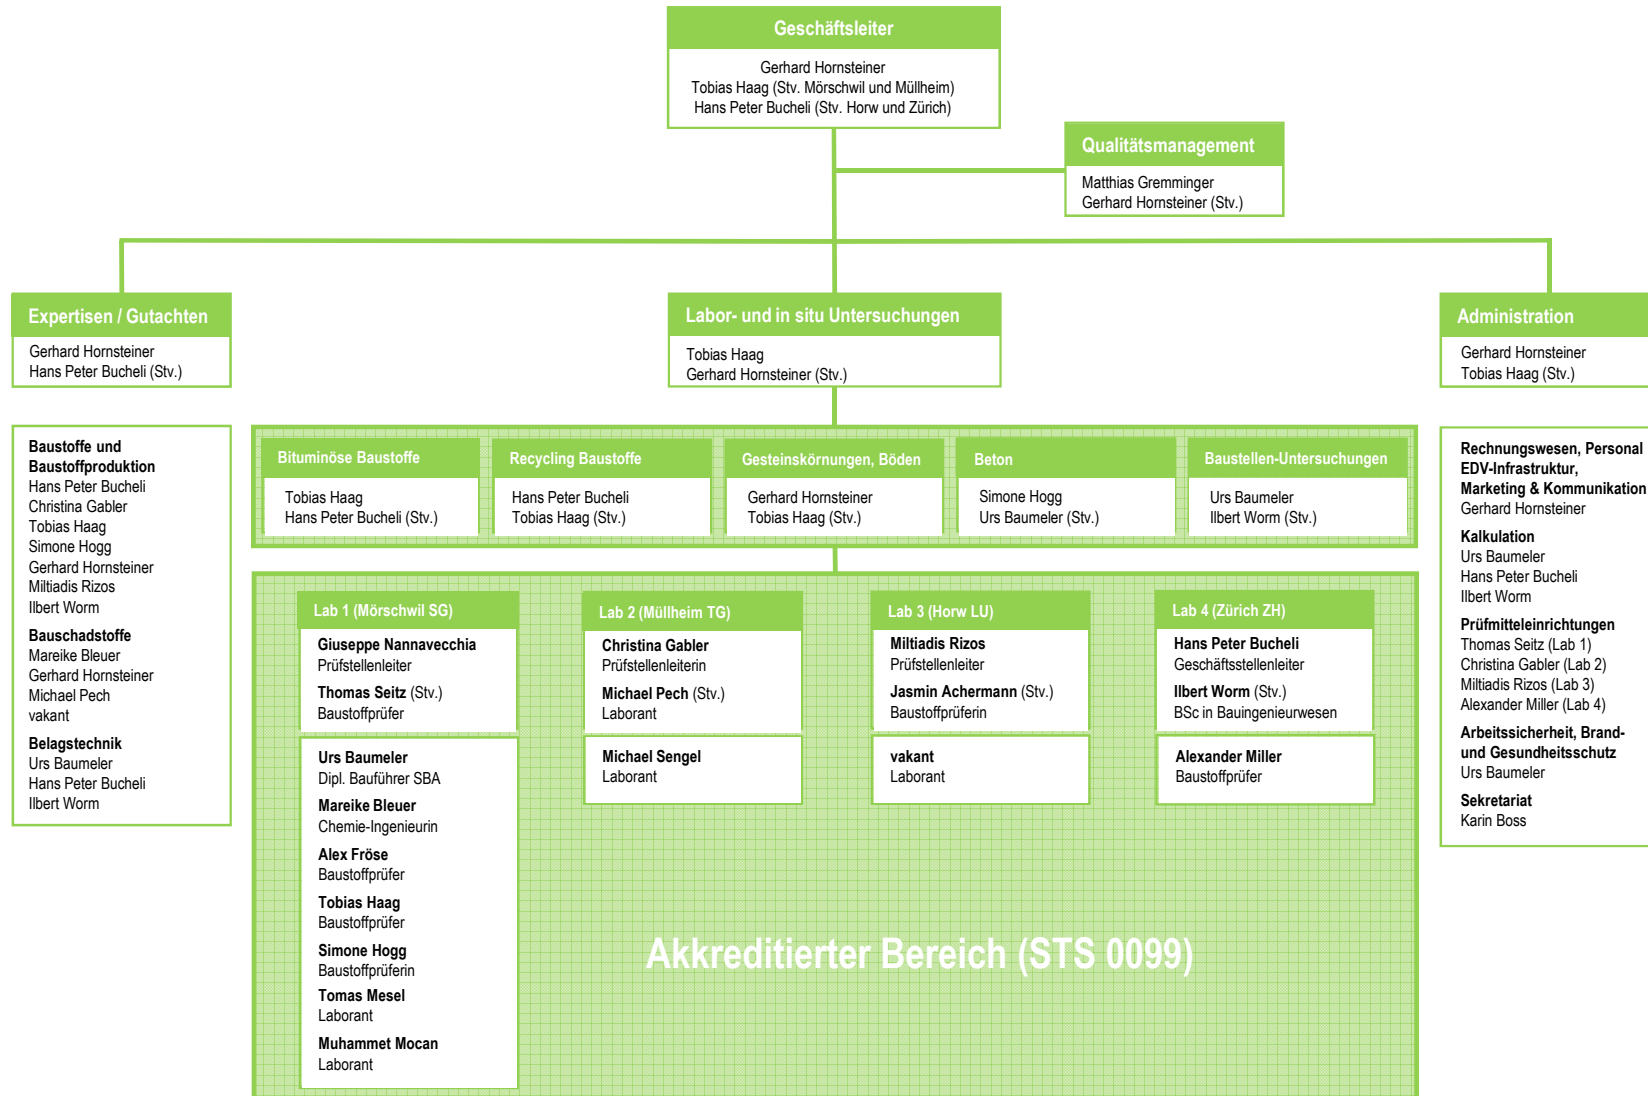 Geschäftsleiter
Gerhard Hornsteiner
Tobias Haag (Stv. Mörschwil und Müllheim)
Hans Peter Bucheli (Stv. Horw und Zürich)
Qualitätsmanagement
Matthias Gremminger
Gerhard Hornsteiner (Stv.)
Expertisen / Gutachten
Gerhard Hornsteiner
Hans Peter Bucheli (Stv.)
Labor- und in situ Untersuchungen
Tobias Haag
Gerhard Hornsteiner (Stv.)
Administration
Gerhard Hornsteiner
Tobias Haag (Stv.)
Baustoffe und
Baustoffproduktion
Hans Peter Bucheli
Christina Gabler
Tobias Haag
Simone Hogg
Gerhard Hornsteiner
Miltiadis Rizos
Ilbert Worm
Bauschadstoffe
Mareike Bleuer
Gerhard Hornsteiner
Michael Pech
vakant
Belagstechnik
Urs Baumeler
Hans Peter Bucheli
Ilbert Worm
Bituminöse Baustoffe
Tobias Haag
Hans Peter Bucheli (Stv.)
Recycling Baustoffe
Hans Peter Bucheli
Tobias Haag (Stv.)
Gesteinskörnungen, Böden
Gerhard Hornsteiner
Tobias Haag (Stv.)
Beton
Simone Hogg
Urs Baumeler (Stv.)
Baustellen-Untersuchungen
Urs Baumeler
Ilbert Worm (Stv.)
Lab 1 (Mörschwil SG)
Giuseppe Nannavecchia
Prüfstellenleiter
Thomas Seitz (Stv.)
Baustoffprüfer
Urs Baumeler
Dipl. Bauführer SBA
Mareike Bleuer
Chemie-Ingenieurin
Alex Fröse
Baustoffprüfer
Tobias Haag
Baustoffprüfer
Simone Hogg
Baustoffprüferin
Tomas Mesel
Laborant
Muhammet Mocan
Laborant
Lab 2 (Müllheim TG)
Christina Gabler
Prüfstellenleiterin
Michael Pech (Stv.)
Laborant
Michael Sengel
Laborant
Lab 3 (Horw LU)
Miltiadis Rizos
Prüfstellenleiter
Jasmin Achermann (Stv.)
Baustoffprüferin
vakant
Laborant
Lab 4 (Zürich ZH)
Hans Peter Bucheli
Geschäftsstellenleiter
Ilbert Worm (Stv.)
BSc in Bauingenieurwesen
Alexander Miller
Baustoffprüfer
Akkreditierter Bereich (STS 0099)
Rechnungswesen, Personal
EDV-Infrastruktur,
Marketing & Kommunikation
Gerhard Hornsteiner
Kalkulation
Urs Baumeler
Hans Peter Bucheli
Ilbert Worm
Prüfmitteleinrichtungen
Thomas Seitz (Lab 1)
Christina Gabler (Lab 2)
Miltiadis Rizos (Lab 3)
Alexander Miller (Lab 4)
Arbeitssicherheit, Brand-
und Gesundheitsschutz
Urs Baumeler
Sekretariat
Karin Boss